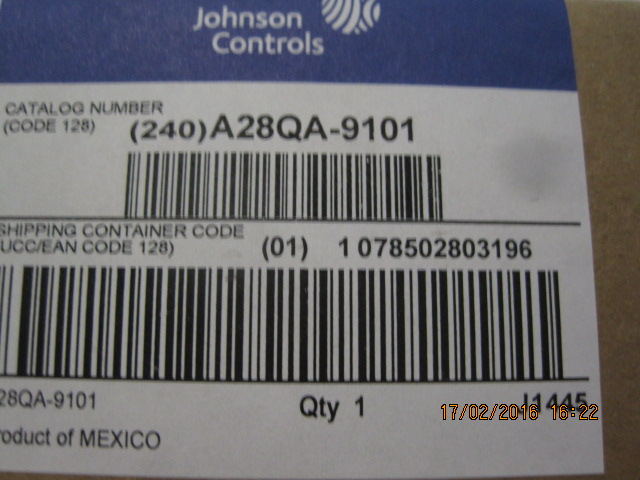 Johnson
Controls
CATALOG NUMBER
(CODE 128)
(240)A28QA-9101
SHIPPING CONTAINER CODE
UCC/EAN CODE 128)
(01) 1 078502803196
28QA-9101
Qty 1
J1445
17/02/2016 16:22
roduct of MEXICO